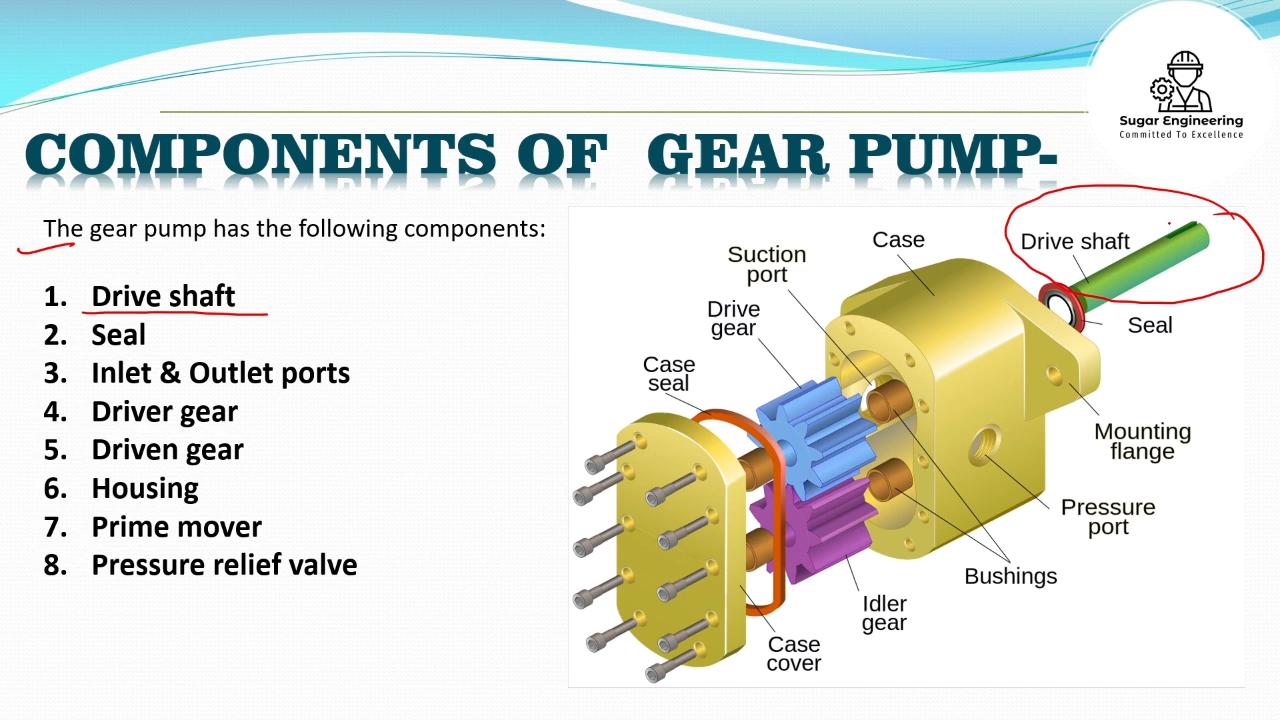 Sugar Engineering
Committed To Excellence
COMPONENTS OF GEAR PUMP-
The gear pump has the following components:
1. Drive shaft
2. Seal
3. Inlet & Outlet ports
4. Driver gear
5. Driven gear
6. Housing
7. Prime mover
8. Pressure relief valve
Case
Drive shaft
Suction
port
Drive
gear
Seal
Case
seal
Mounting
flange
Pressure
port
Bushings
Idler
gear
Case
cover